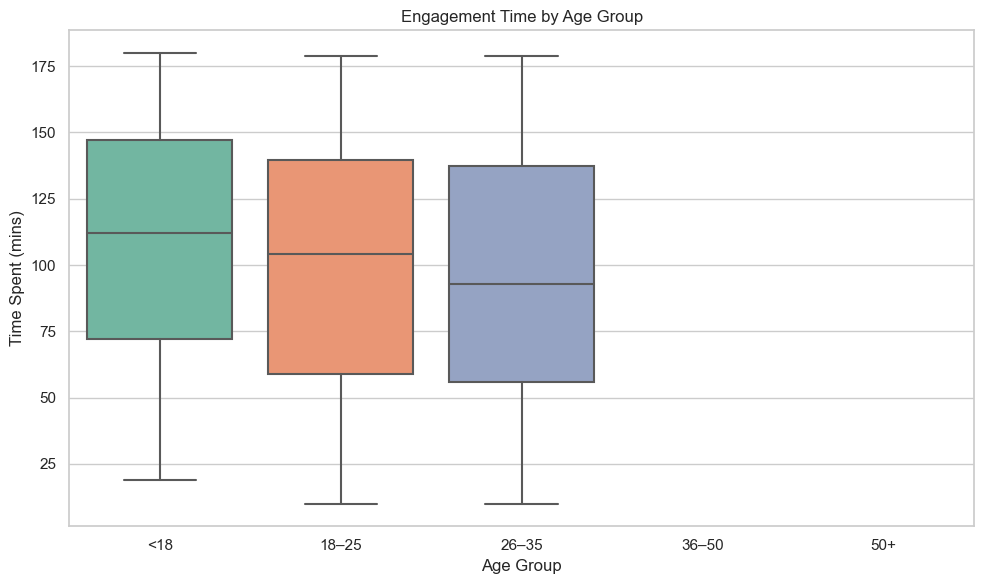 Engagement Time by Age Group
Time Spent (mins)
175
150
125
100
75
50
25
<18 18–25 26–35 36–50 50+
Age Group